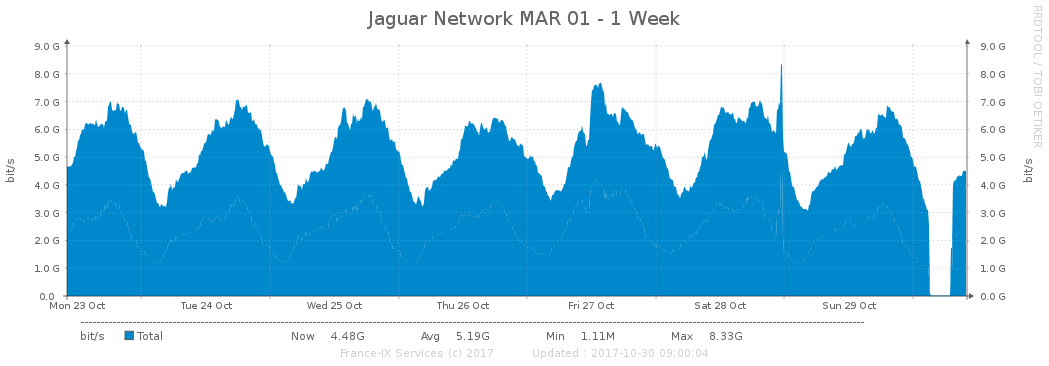 Jaguar Network MAR 01 - 1 Week
RRDTOOL / TOBI OETIKER
9.0 G 9.0 G
8.0 G 8.0 G
7.0 G 7.0 G
6.0 G 6.0 G
5.0 G 5.0 G
4.0 G 4.0 G
3.0 G 3.0 G
2.0 G 2.0 G
1.0 G 1.0 G
0.0 0.0 G
bit/s
bit/s
Mon 23 Oct Tue 24 Oct Wed 25 Oct Thu 26 Oct Fri 27 Oct Sat 28 Oct Sun 29 Oct
bit/s Total Now 4.48G Avg 5.19G Min 1.11M Max 8.33G
France-IX Services (c) 2017 Updated : 2017-10-30 09:00:04